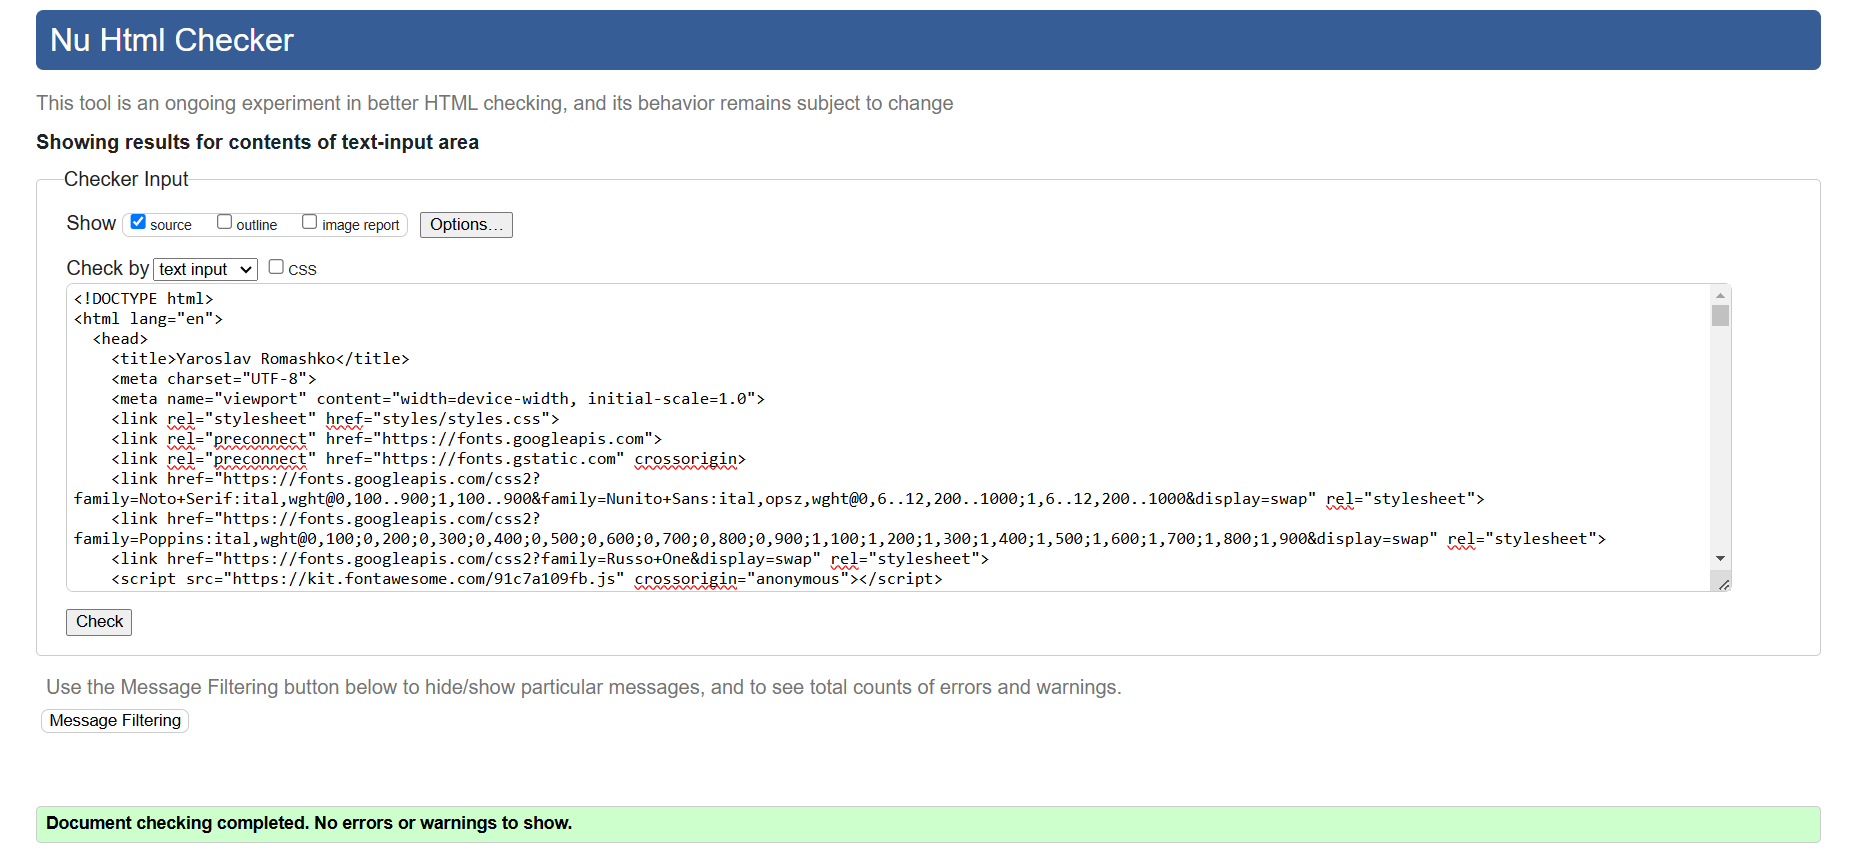 Nu Html Checker
This tool is an ongoing experiment in better HTML checking, and its behavior remains subject to change
Showing results for contents of text-input area
Checker Input
Show source outline image report Options...
Check by text input CSS
<!DOCTYPE html>
<html lang="en">
  <head>
    <title>Yaroslav Romashko</title>
    <meta charset="UTF-8">
    <meta name="viewport" content="width=device-width, initial-scale=1.0">
    <link rel="stylesheet" href="styles/styles.css">
    <link rel="preconnect" href="https://fonts.googleapis.com">
    <link rel="preconnect" href="https://fonts.gstatic.com" crossorigin>
    <link href="https://fonts.googleapis.com/css2?
family=Noto+Serif:ital,wght@0,100..900;1,100..900&family=Nunito+Sans:ital,opsz,wght@0,6..12,200..1000;1,6..12,200..1000&display=swap" rel="stylesheet">
    <link href="https://fonts.googleapis.com/css2?
family=Poppins:ital,wght@0,100;0,200;0,300;0,400;0,500;0,600;0,700;0,800;0,900;1,100;1,200;1,300;1,400;1,500;1,600;1,700;1,800;1,900&display=swap" rel="stylesheet">
    <link href="https://fonts.googleapis.com/css2?family=Russo+One&display=swap" rel="stylesheet">
    <script src="https://kit.fontawesome.com/91c7a109fb.js" crossorigin="anonymous"></script>
Check
Use the Message Filtering button below to hide/show particular messages, and to see total counts of errors and warnings.
Message Filtering
Document checking completed. No errors or warnings to show.